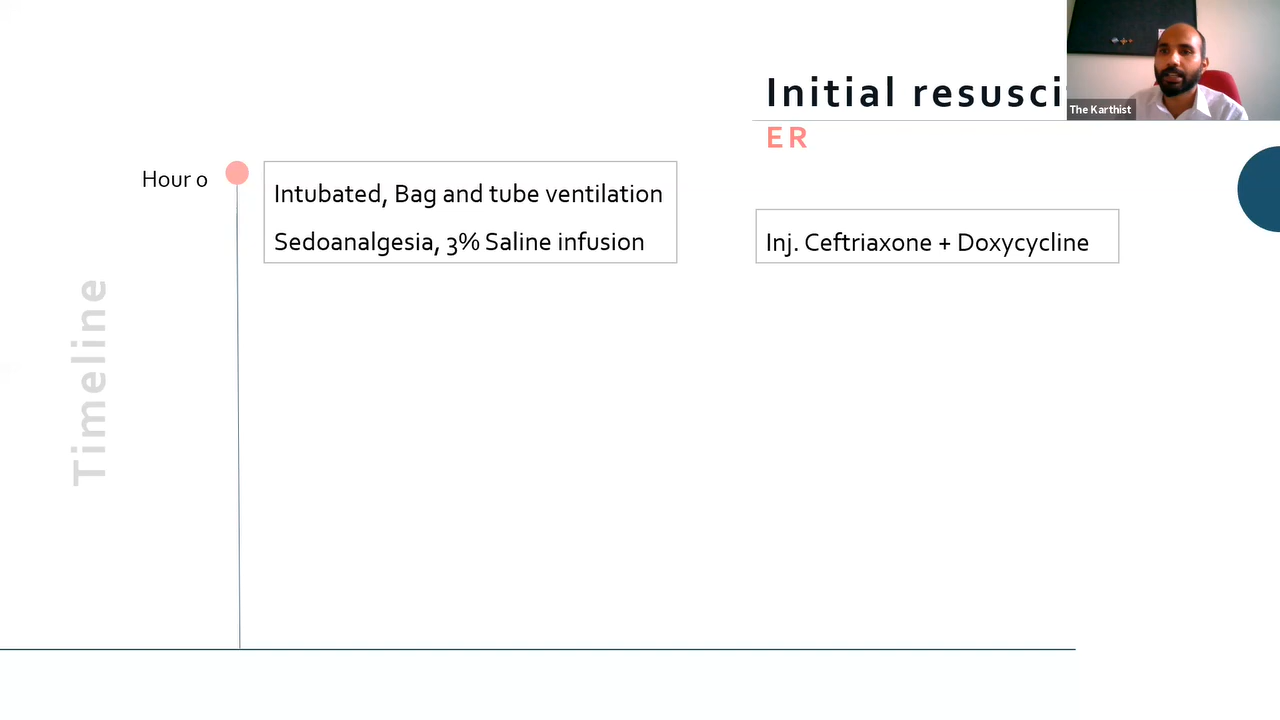 Initial resusci
The Karthist
ER
Hour 0
Intubated, Bag and tube ventilation
Sedoanalgesia, 3% Saline infusion
Inj. Ceftriaxone + Doxycycline
Timeline